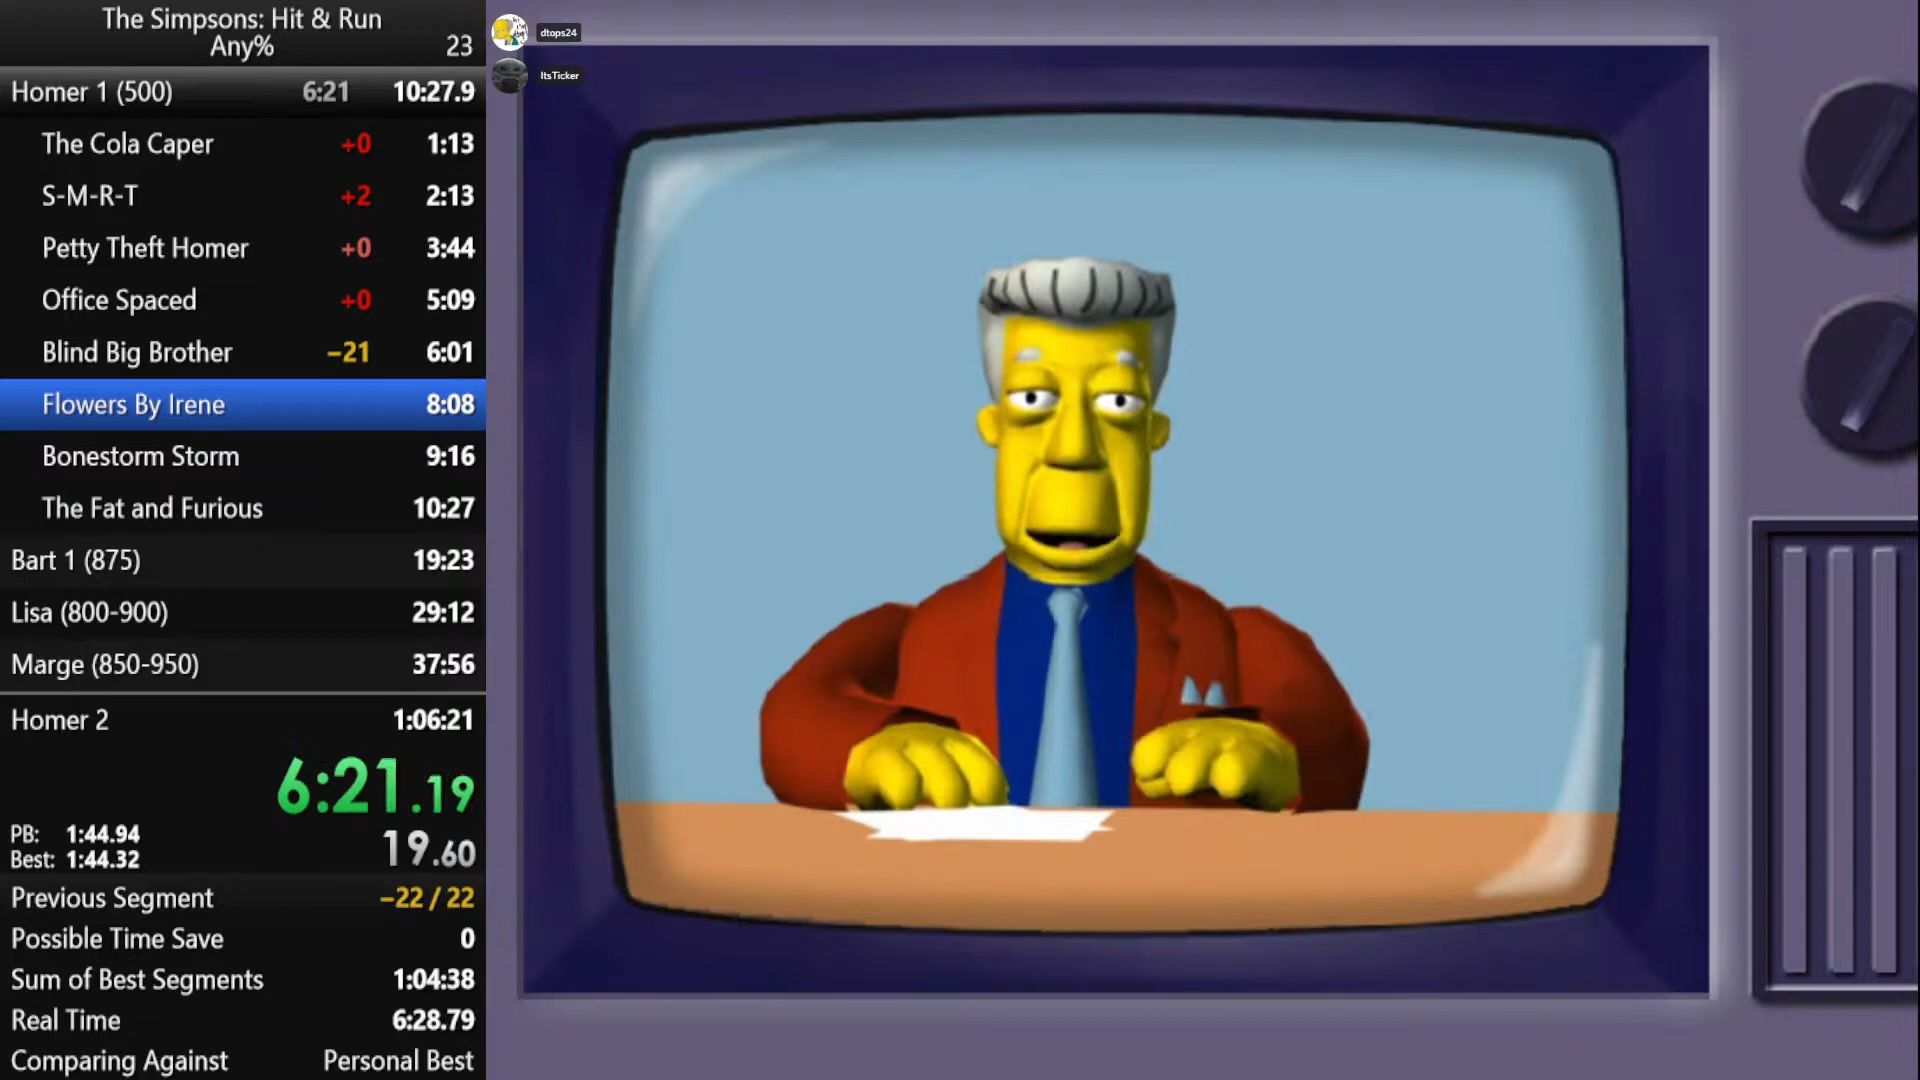 The Simpsons: Hit & Run
Any% 23
Homer 1 (500) 6:21 10:27.9
The Cola Caper +0 1:13
S-M-R-T +2 2:13
Petty Theft Homer +0 3:44
Office Spaced +0 5:09
Blind Big Brother −21 6:01
Flowers By Irene 8:08
Bonestorm Storm 9:16
The Fat and Furious 10:27
Bart 1 (875) 19:23
Lisa (800-900) 29:12
Marge (850-950) 37:56
Homer 2 1:06:21
6:21.19
PB: 1:44.94
Best: 1:44.32
19.60
Previous Segment −22 / 22
Possible Time Save 0
Sum of Best Segments 1:04:38
Real Time 6:28.79
Comparing Against Personal Best
dtops24
ItsTicker